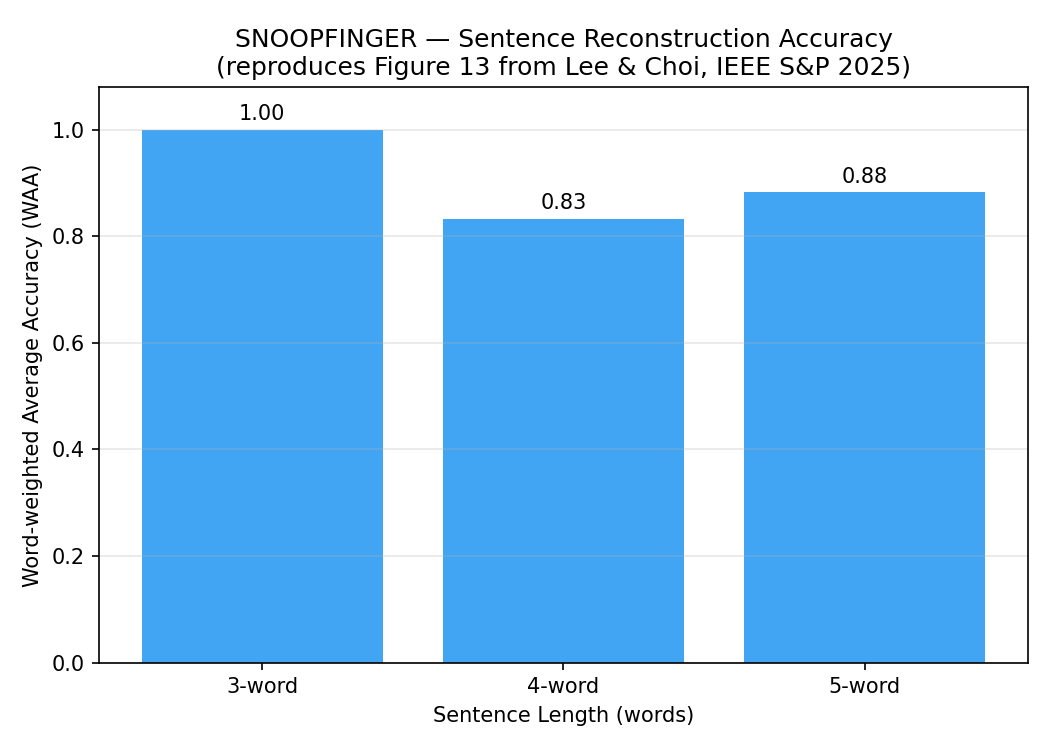 SNOOPFINGER — Sentence Reconstruction Accuracy
(reproduces Figure 13 from Lee & Choi, IEEE S&P 2025)
Word-weighted Average Accuracy (WAA)
1.0
0.8
0.6
0.4
0.2
0.0
1.00
0.83
0.88
3-word
4-word
5-word
Sentence Length (words)